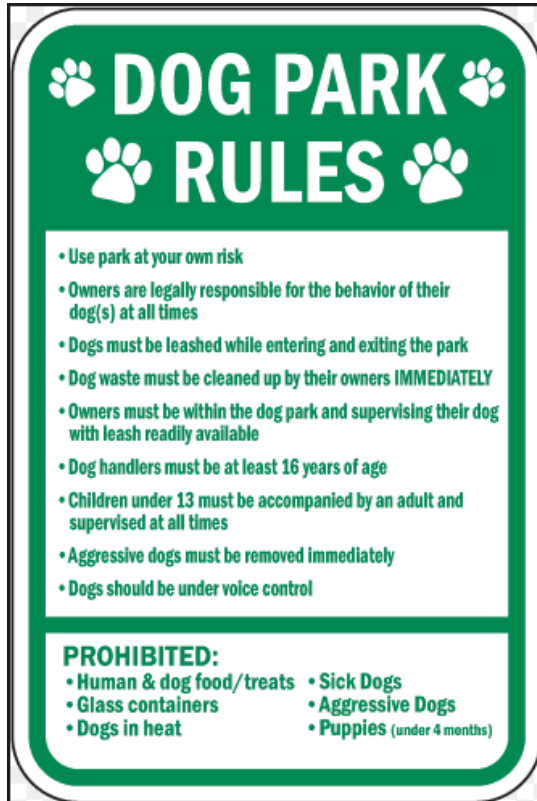 DOG PARK
RULES
• Use park at your own risk
• Owners are legally responsible for the behavior of their
dog(s) at all times
• Dogs must be leashed while entering and exiting the park
• Dog waste must be cleaned up by their owners IMMEDIATELY
• Owners must be within the dog park and supervising their dog
with leash readily available
• Dog handlers must be at least 16 years of age
• Children under 13 must be accompanied by an adult and
supervised at all times
• Aggressive dogs must be removed immediately
• Dogs should be under voice control
PROHIBITED:
• Human & dog food/treats
• Glass containers
• Dogs in heat
• Sick Dogs
• Aggressive Dogs
• Puppies (under 4 months)